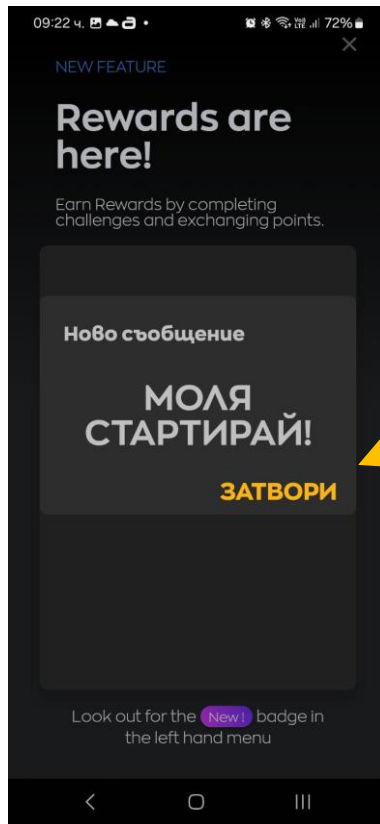 09:22 ч. 72%
NEW FEATURE
Rewards are
here!
Earn Rewards by completing
challenges and exchanging points.
Ново съобщение
МОЛЯ
СТАРТИРАЙ!
ЗАТВОРИ
Look out for the New! badge in
the left hand menu